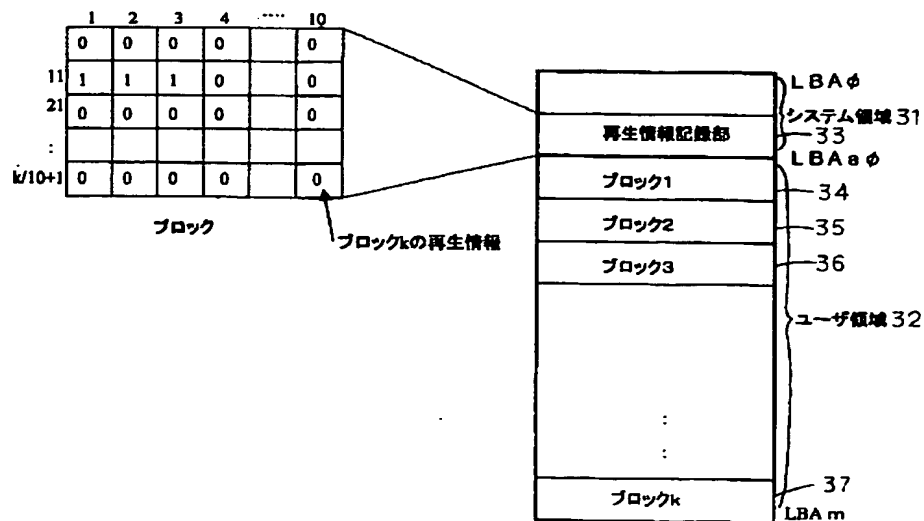 1 2 3 4 ‥‥ 10
0 0 0 0 0
11 1 1 1 0 0
21 0 0 0 0 0
:
k/10+1 0 0 0 0 0
ブロック
ブロックkの再生情報
LBAφ
システム領域 31
再生情報記録部 33
LBAaφ
ブロック1 34
ブロック2 35
ブロック3 36
ユーザ領域 32
:
:
ブロックk 37
LBA m